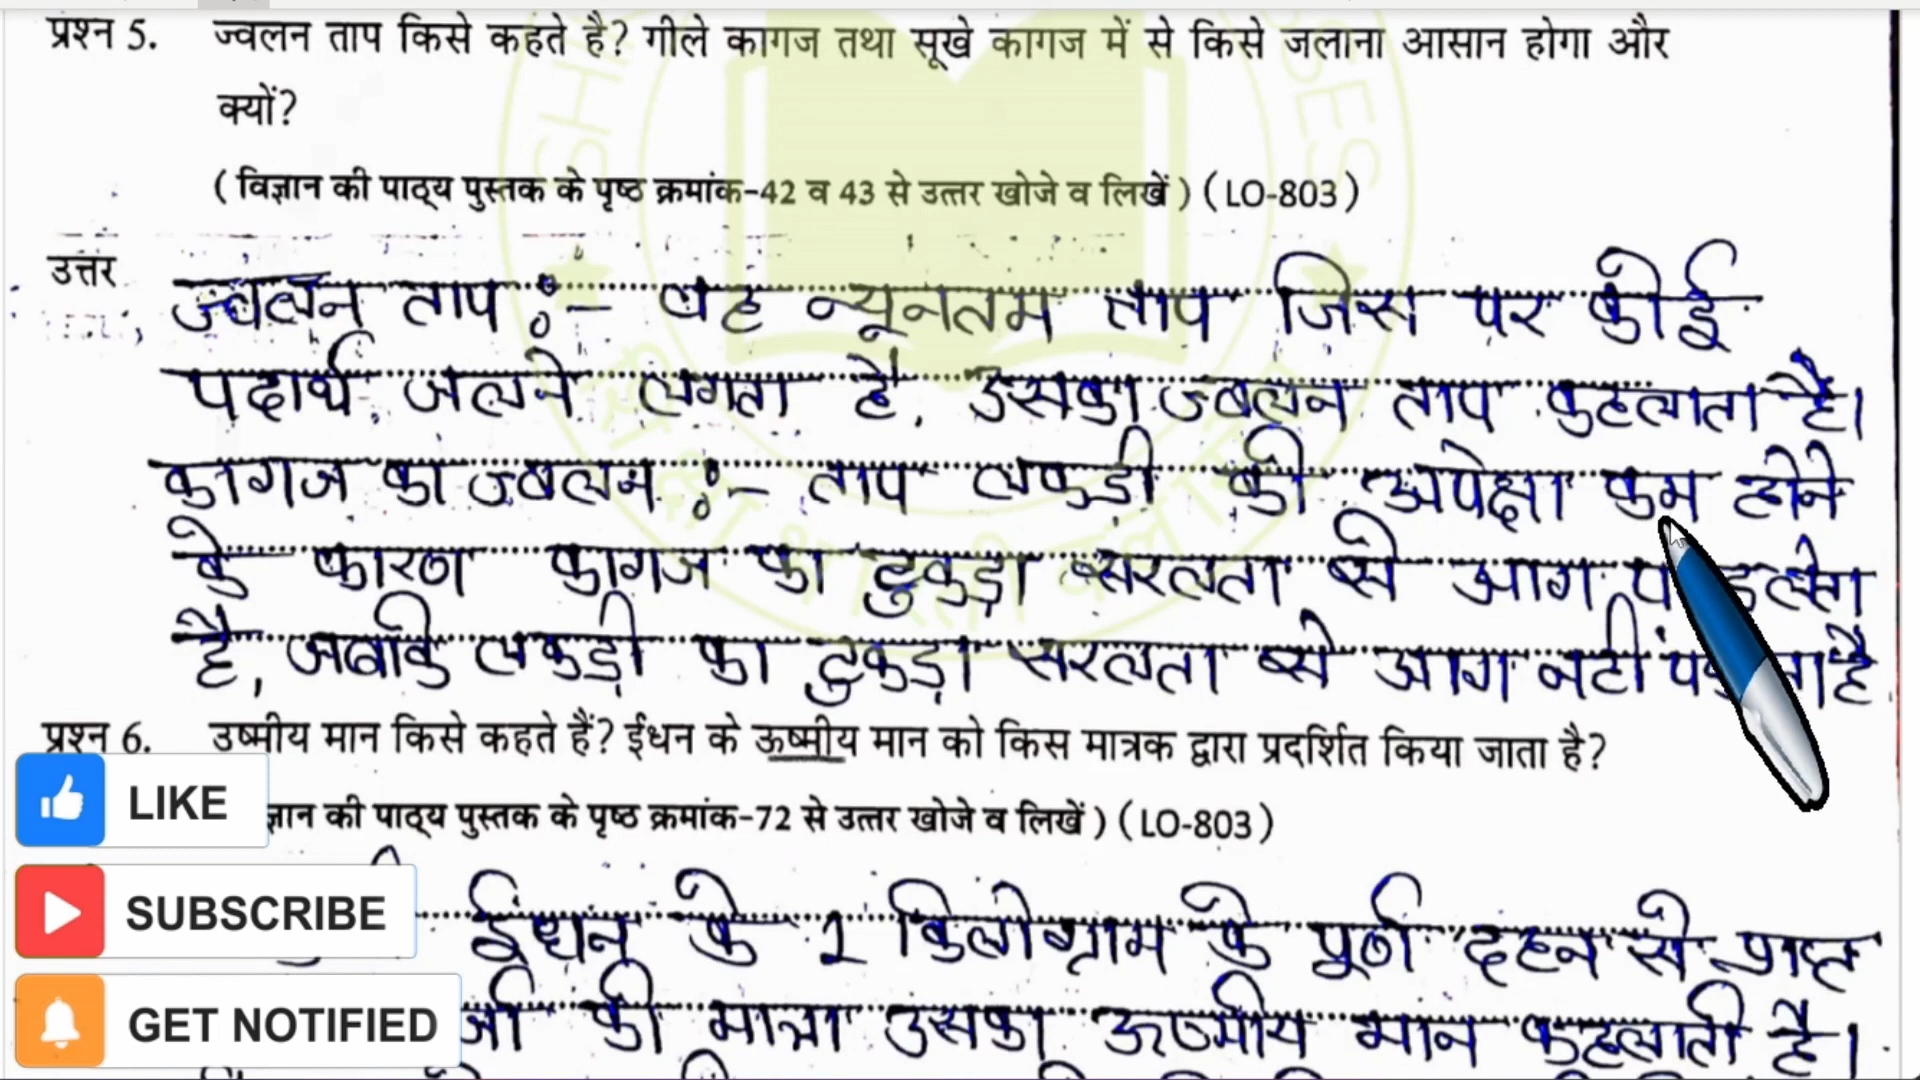 प्रश्न 5. ज्वलन ताप किसे कहते है? गीले कागज तथा सूखे कागज में से किसे जलाना आसान होगा और
क्यों?
( विज्ञान की पाठ्य पुस्तक के पृष्ठ क्रमांक-42 व 43 से उत्तर खोजे व लिखें ) ( LO-803 )
उत्तर ज्वलन ताप :- वह न्यूनतम ताप जिस पर कोई
पदार्थ जलने लगता है, उसका ज्वलन ताप कहलाता है।
कागज का ज्वलन :- ताप लकड़ी की अपेक्षा कम होने
के कारण कागज का टुकड़ा सरलता से आग
है, जबकि लकड़ी का टुकड़ा सरलता से आग नहीं है
प्रश्न 6. उष्मीय मान किसे कहते हैं? ईधन के ऊष्मीय मान को किस मात्रक द्वारा प्रदर्शित किया जाता है?
ज्ञान की पाठ्य पुस्तक के पृष्ठ क्रमांक-72 से उत्तर खोजे व लिखें ) ( LO-803 )
ईधन के 1 किलोग्राम के पूर्ण दहन से प्राप्त
की मात्रा उसका ऊष्मीय मान कहलाती है।
LIKE
SUBSCRIBE
GET NOTIFIED